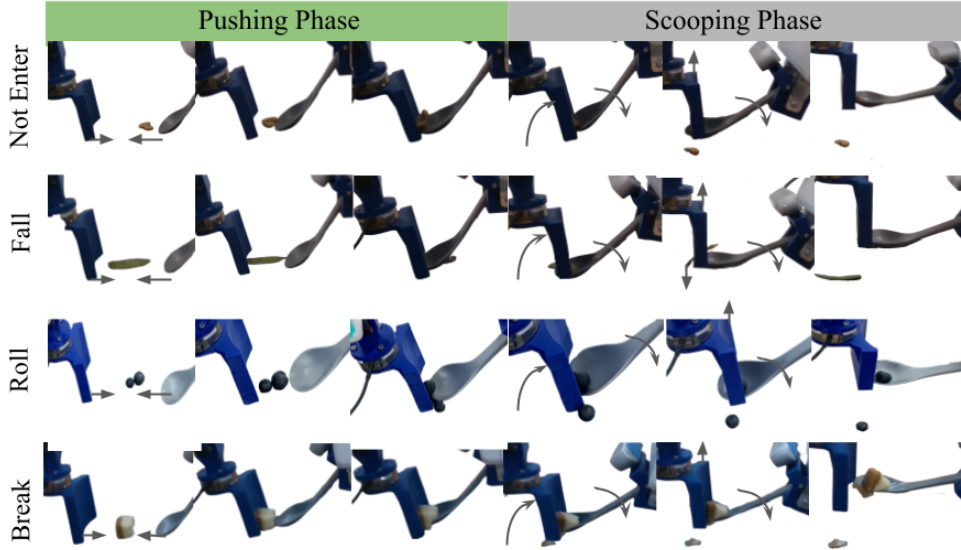 Pushing Phase
Scooping Phase
Not Enter
Fall
Roll
Break